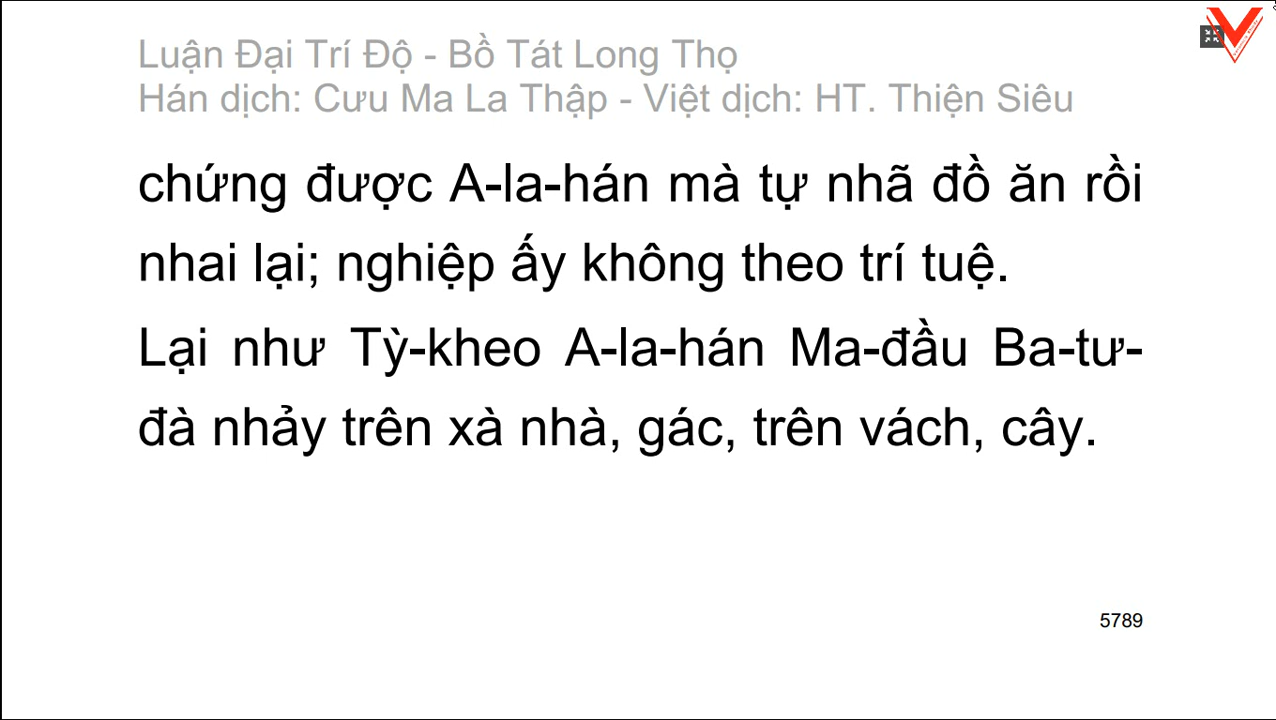 Luận Đại Trí Độ - Bồ Tát Long Thọ
Hán dịch: Cưu Ma La Thập - Việt dịch: HT. Thiện Siêu
chứng được A-la-hán mà tự nhã đồ ăn rồi
nhai lại; nghiệp ấy không theo trí tuệ.
Lại như Tỳ-kheo A-la-hán Ma-đầu Ba-tư-
đà nhảy trên xà nhà, gác, trên vách, cây.
5789